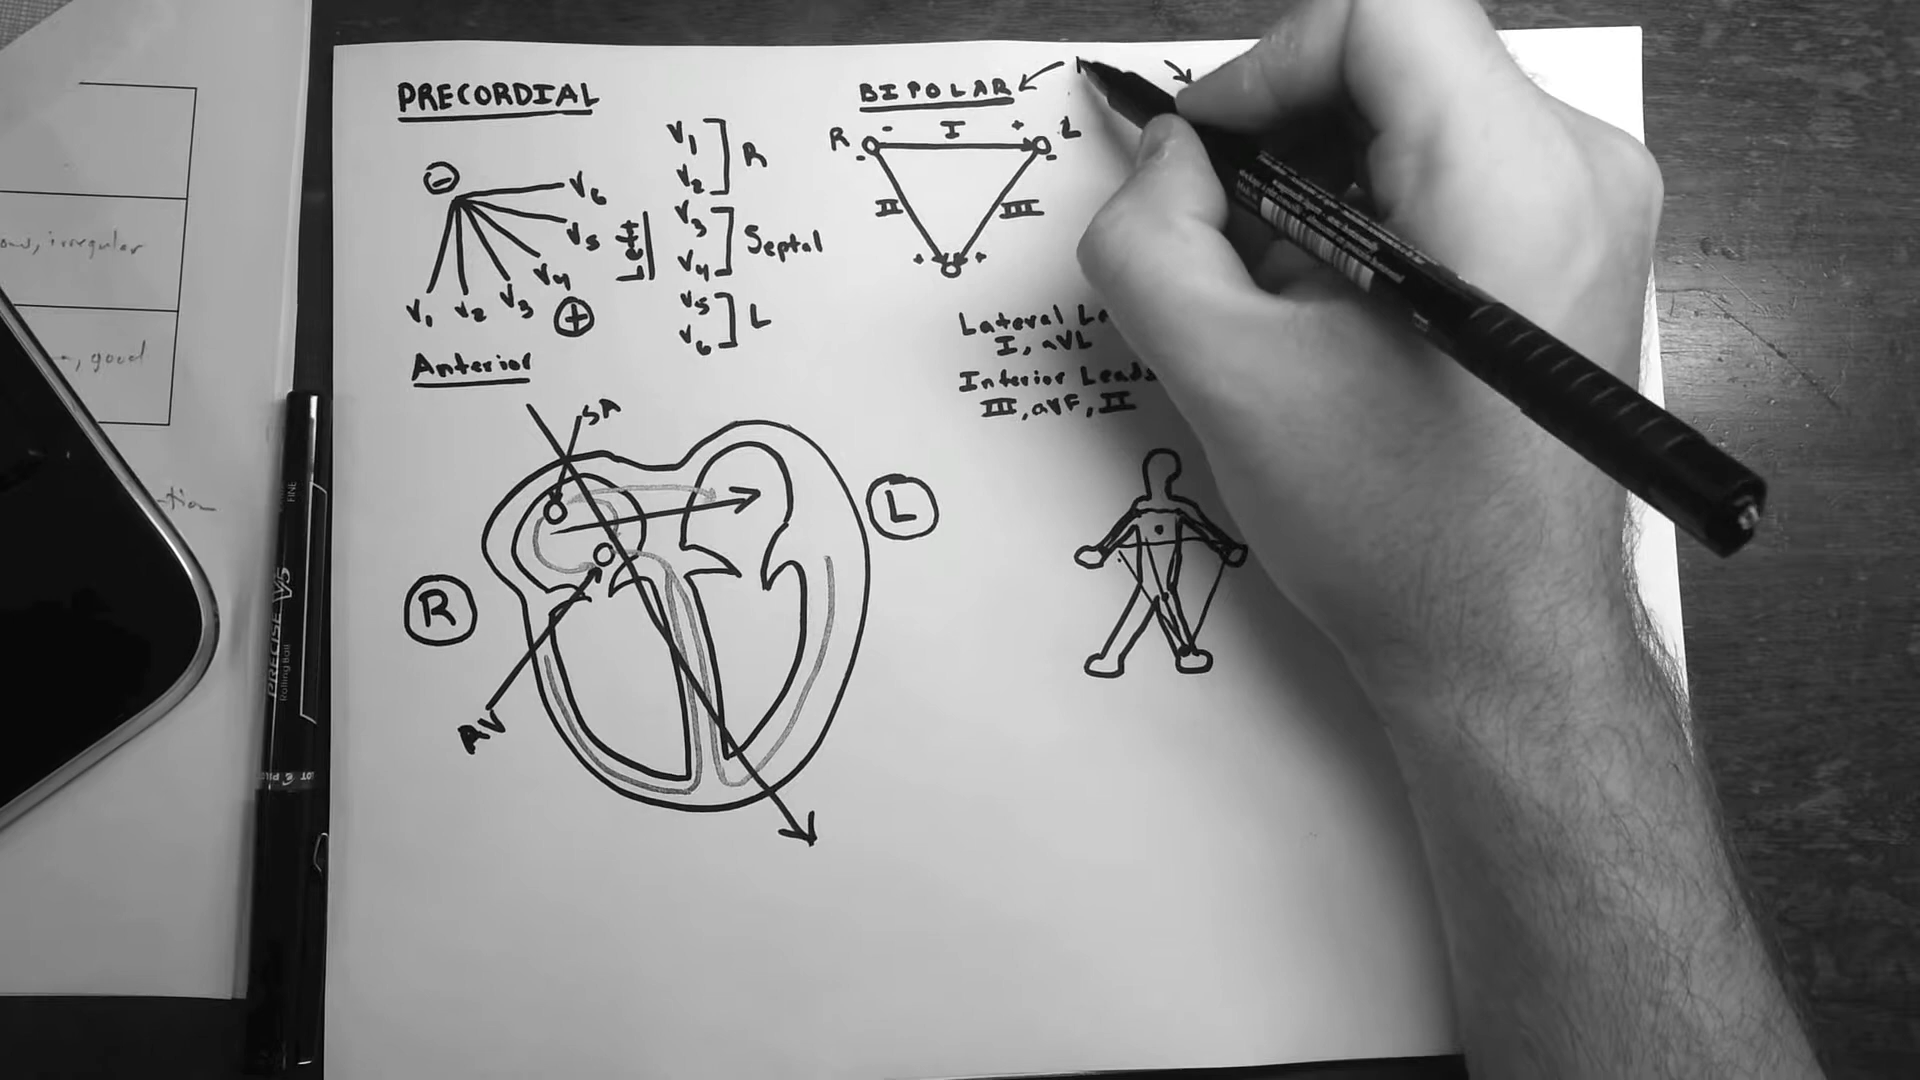 PRECORDIAL
⊖
V6
V5
V4
V3
V2
V1
⊕
Left
Anterior
V1
V2
R
V3
V4
Septal
V5
V6
L
BIPOLAR
R
-
I
+
L
-
-
II
III
+
+
Lateral
I, aVL
Interior Leads
III, aVF, II
SA
AV
R
L
irregular
good
PRECISE V5
Rolling Ball
FINE